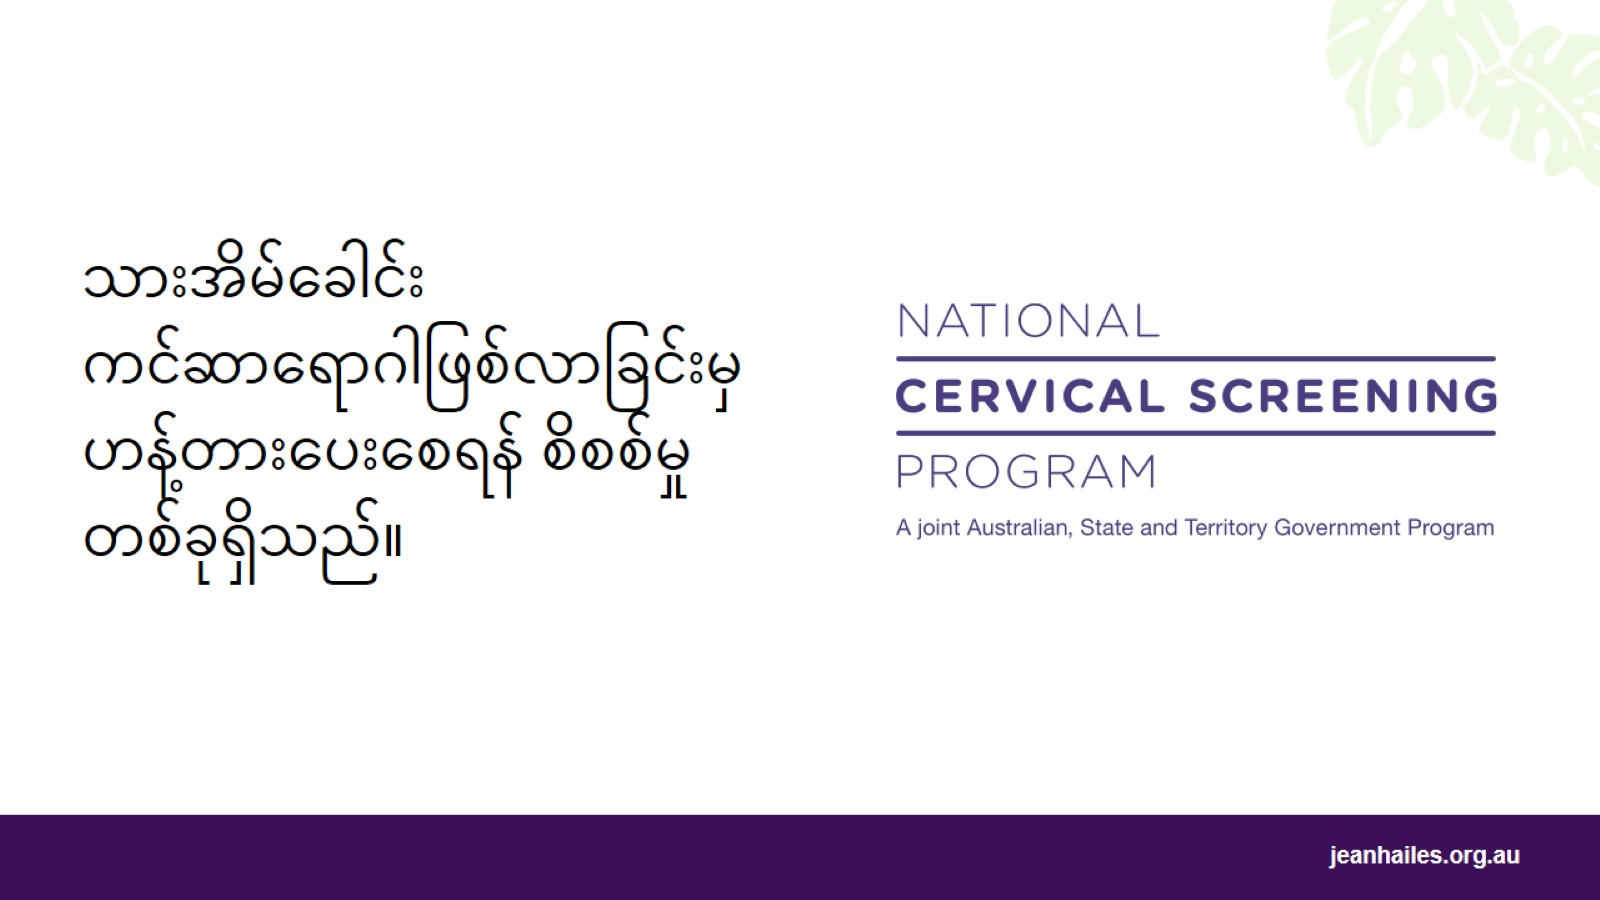 သားအိမ်ခေါင်း
ကင်ဆာရောဂါဖြစ်လာခြင်းမှ
ဟန့်တားပေးစေရန် စိစစ်မှု
တစ်ခုရှိသည်။
NATIONAL
CERVICAL SCREENING
PROGRAM
A joint Australian, State and Territory Government Program
jeanhailes.org.au